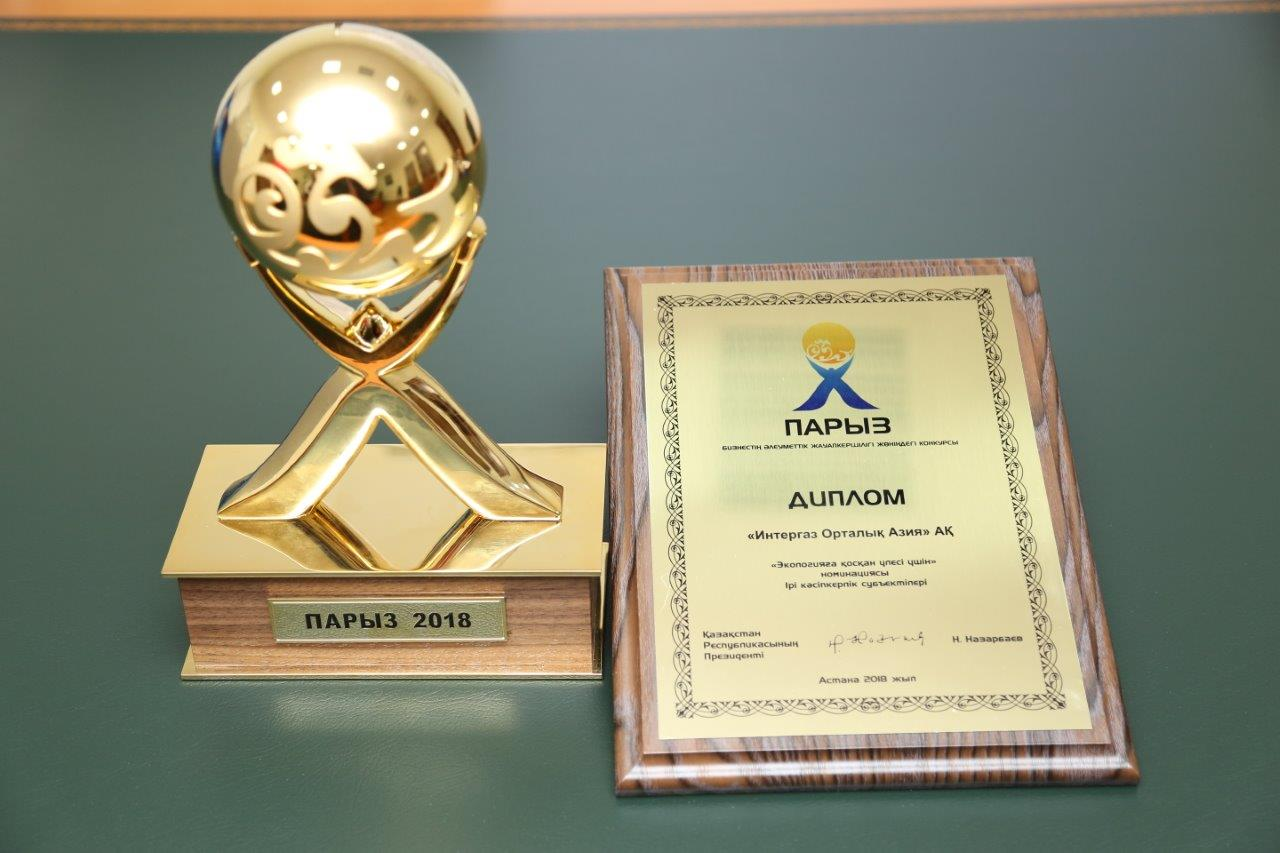 ПАРЫЗ 2018
ПАРЫЗ
БИЗНЕСТІҢ ӘЛЕУМЕТТІК ЖАУАПКЕРШІЛІГІ ЖӨНІНДЕГІ КОНКУРСЫ
ДИПЛОМ
«Интергаз Орталық Азия» АҚ
«Экологияға қосқан үлесі үшін»
номинациясы
Ірі кәсіпкерлік субъектілері
Қазақстан
Республикасының
Президенті
Н. Назарбаев
Астана 2018 жыл